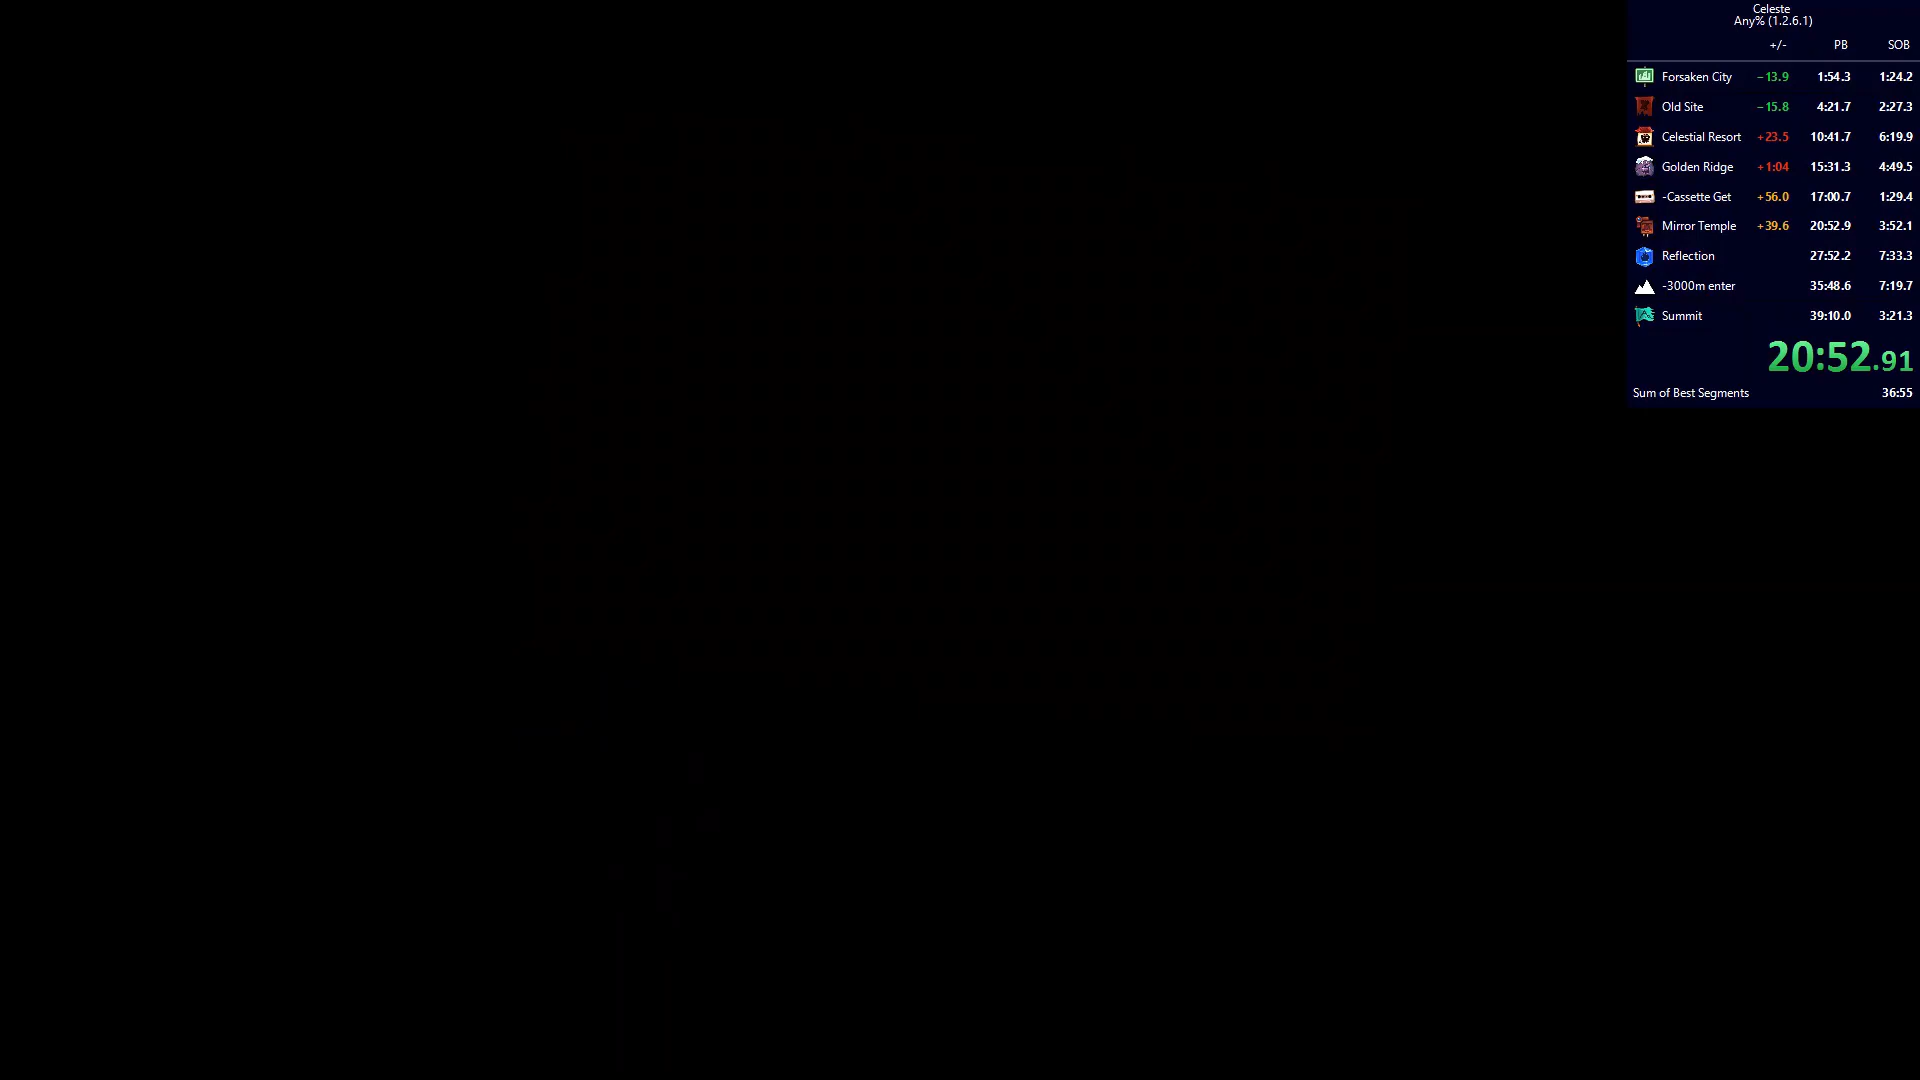 Celeste
Any% (1.2.6.1)
+/- PB SOB
Forsaken City −13.9 1:54.3 1:24.2
Old Site −15.8 4:21.7 2:27.3
Celestial Resort +23.5 10:41.7 6:19.9
Golden Ridge +1:04 15:31.3 4:49.5
-Cassette Get +56.0 17:00.7 1:29.4
Mirror Temple +39.6 20:52.9 3:52.1
Reflection 27:52.2 7:33.3
-3000m enter 35:48.6 7:19.7
Summit 39:10.0 3:21.3
20:52.91
Sum of Best Segments 36:55